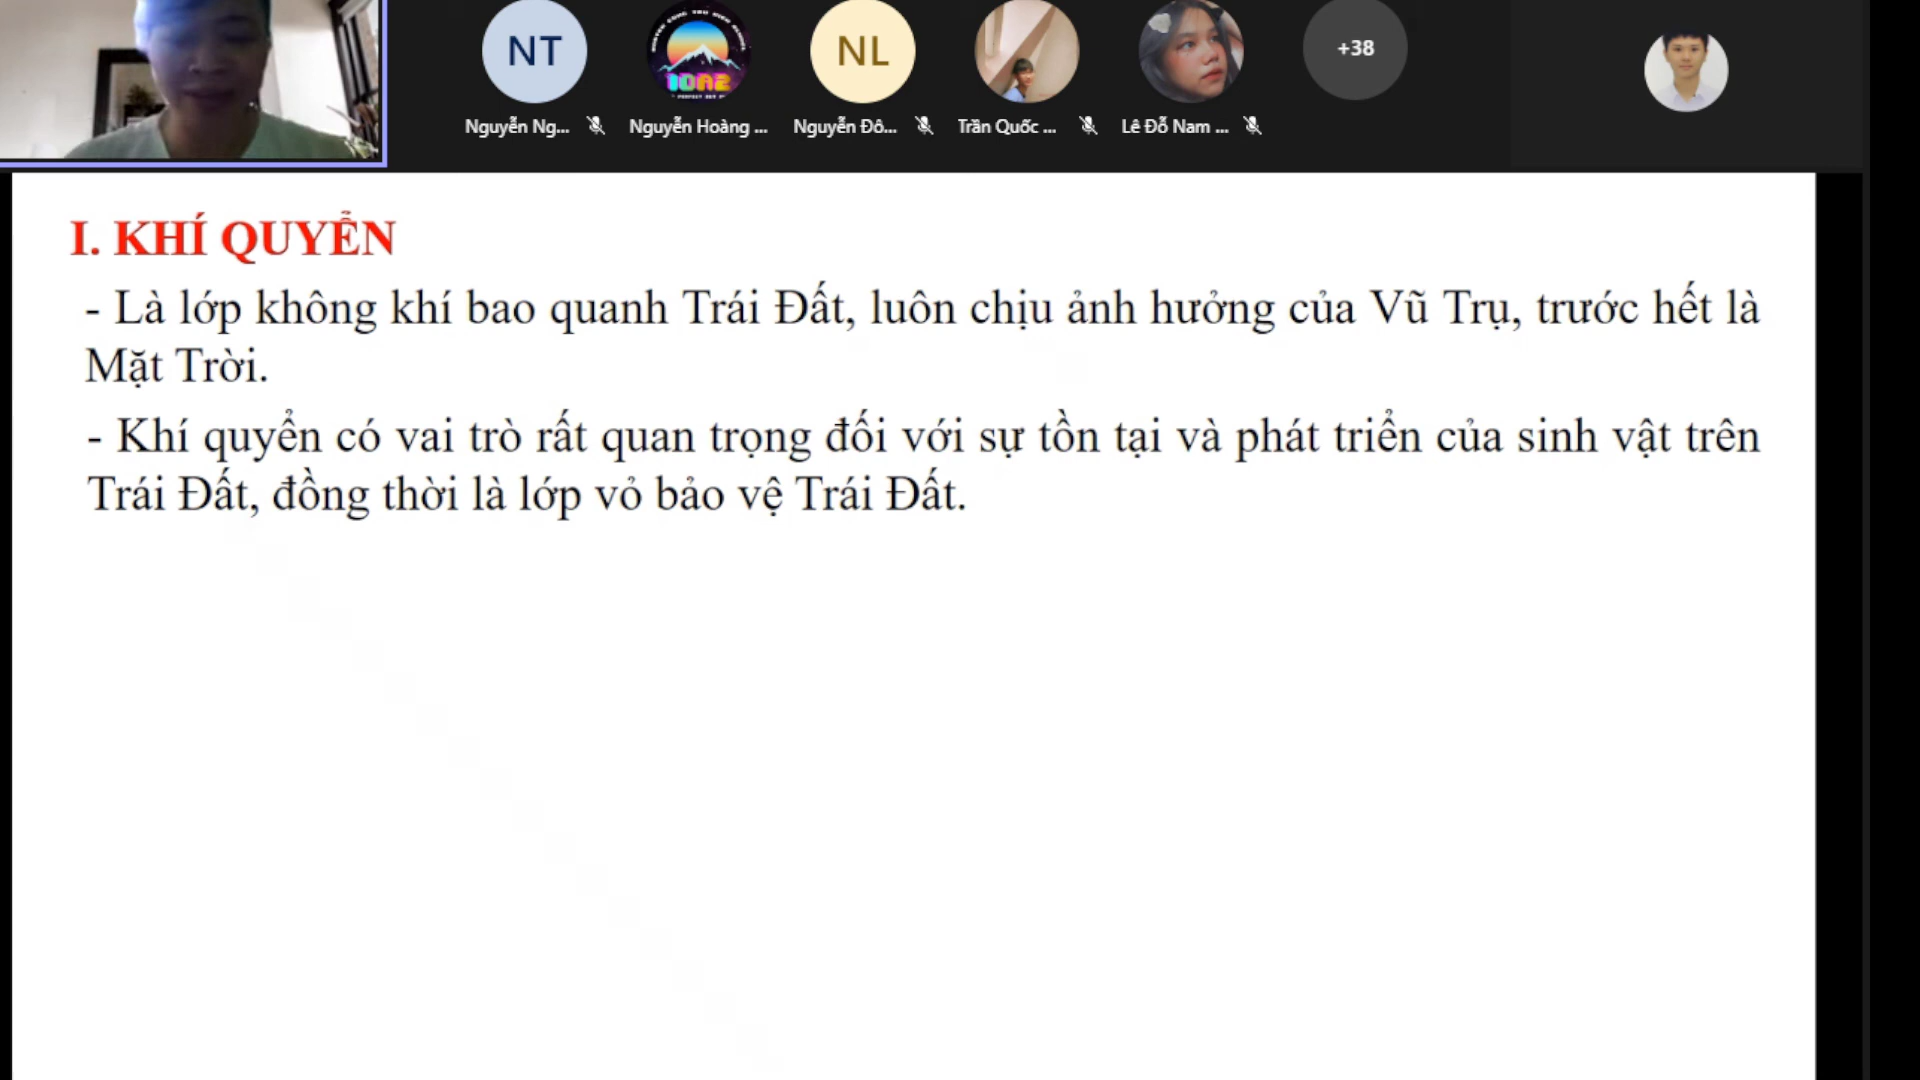 NT
NL
+38
10A2
Nguyễn Ng...
Nguyễn Hoàng ...
Nguyễn Đô...
Trần Quốc ...
Lê Đỗ Nam ...
I. KHÍ QUYỂN
- Là lớp không khí bao quanh Trái Đất, luôn chịu ảnh hưởng của Vũ Trụ, trước hết là
Mặt Trời.
- Khí quyển có vai trò rất quan trọng đối với sự tồn tại và phát triển của sinh vật trên
Trái Đất, đồng thời là lớp vỏ bảo vệ Trái Đất.